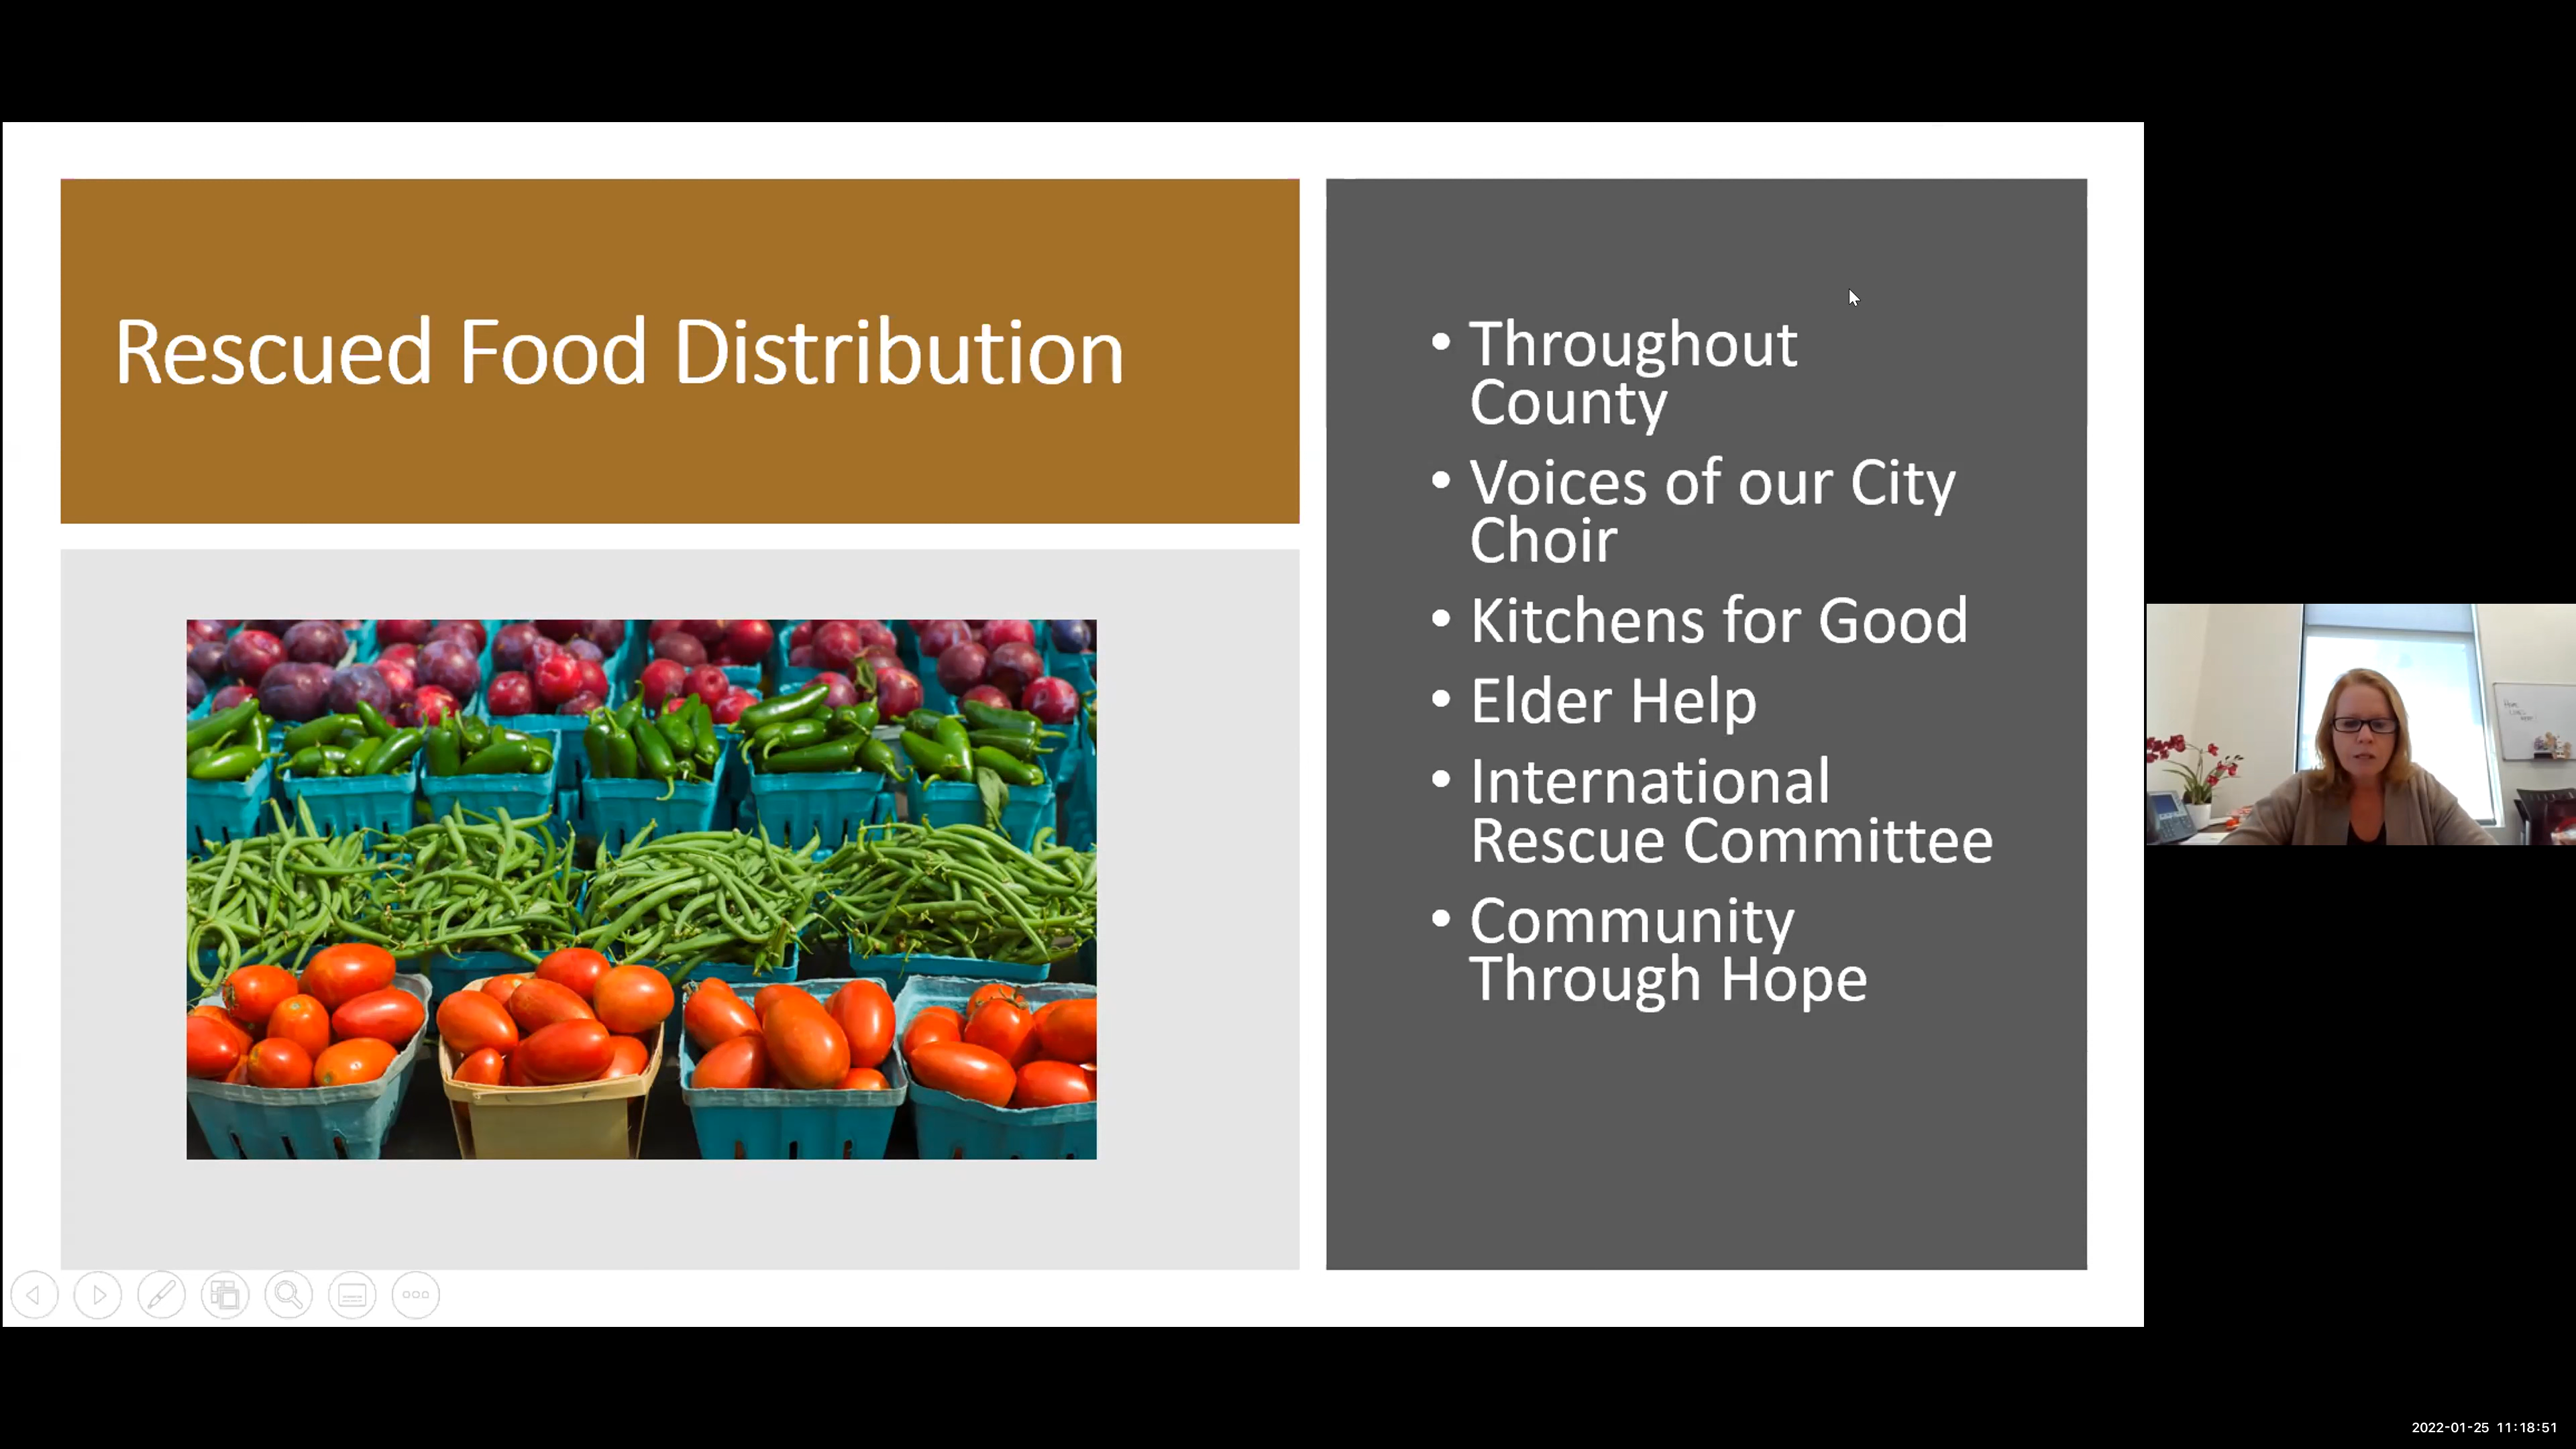 Rescued Food Distribution
• Throughout
County
• Voices of our City
Choir
• Kitchens for Good
• Elder Help
• International
Rescue Committee
• Community
Through Hope
2022-01-25 11:18:51